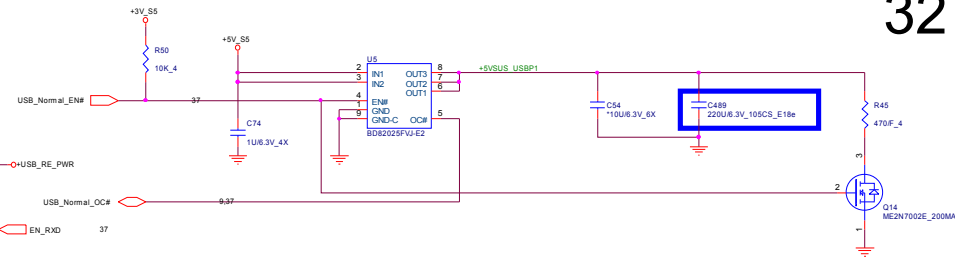 32
+3V_S5
R50
10K_4
+5V_S5
U5
2 IN1 OUT3 8
3 IN2 OUT2 7
OUT1 6
+5VSUS_USBP1
USB_Normal_EN# 37
4 EN#
1 GND
9 GND-C OC# 5
BD82025FVJ-E2
C74
1U/6.3V_4X
C54
*10U/6.3V_6X
C489
220U/6.3V_105CS_E18e
R45
470/F_4
+USB_RE_PWR
3
2
1
Q14
ME2N7002E_200MA
USB_Normal_OC# 9,37
EN_RXD 37